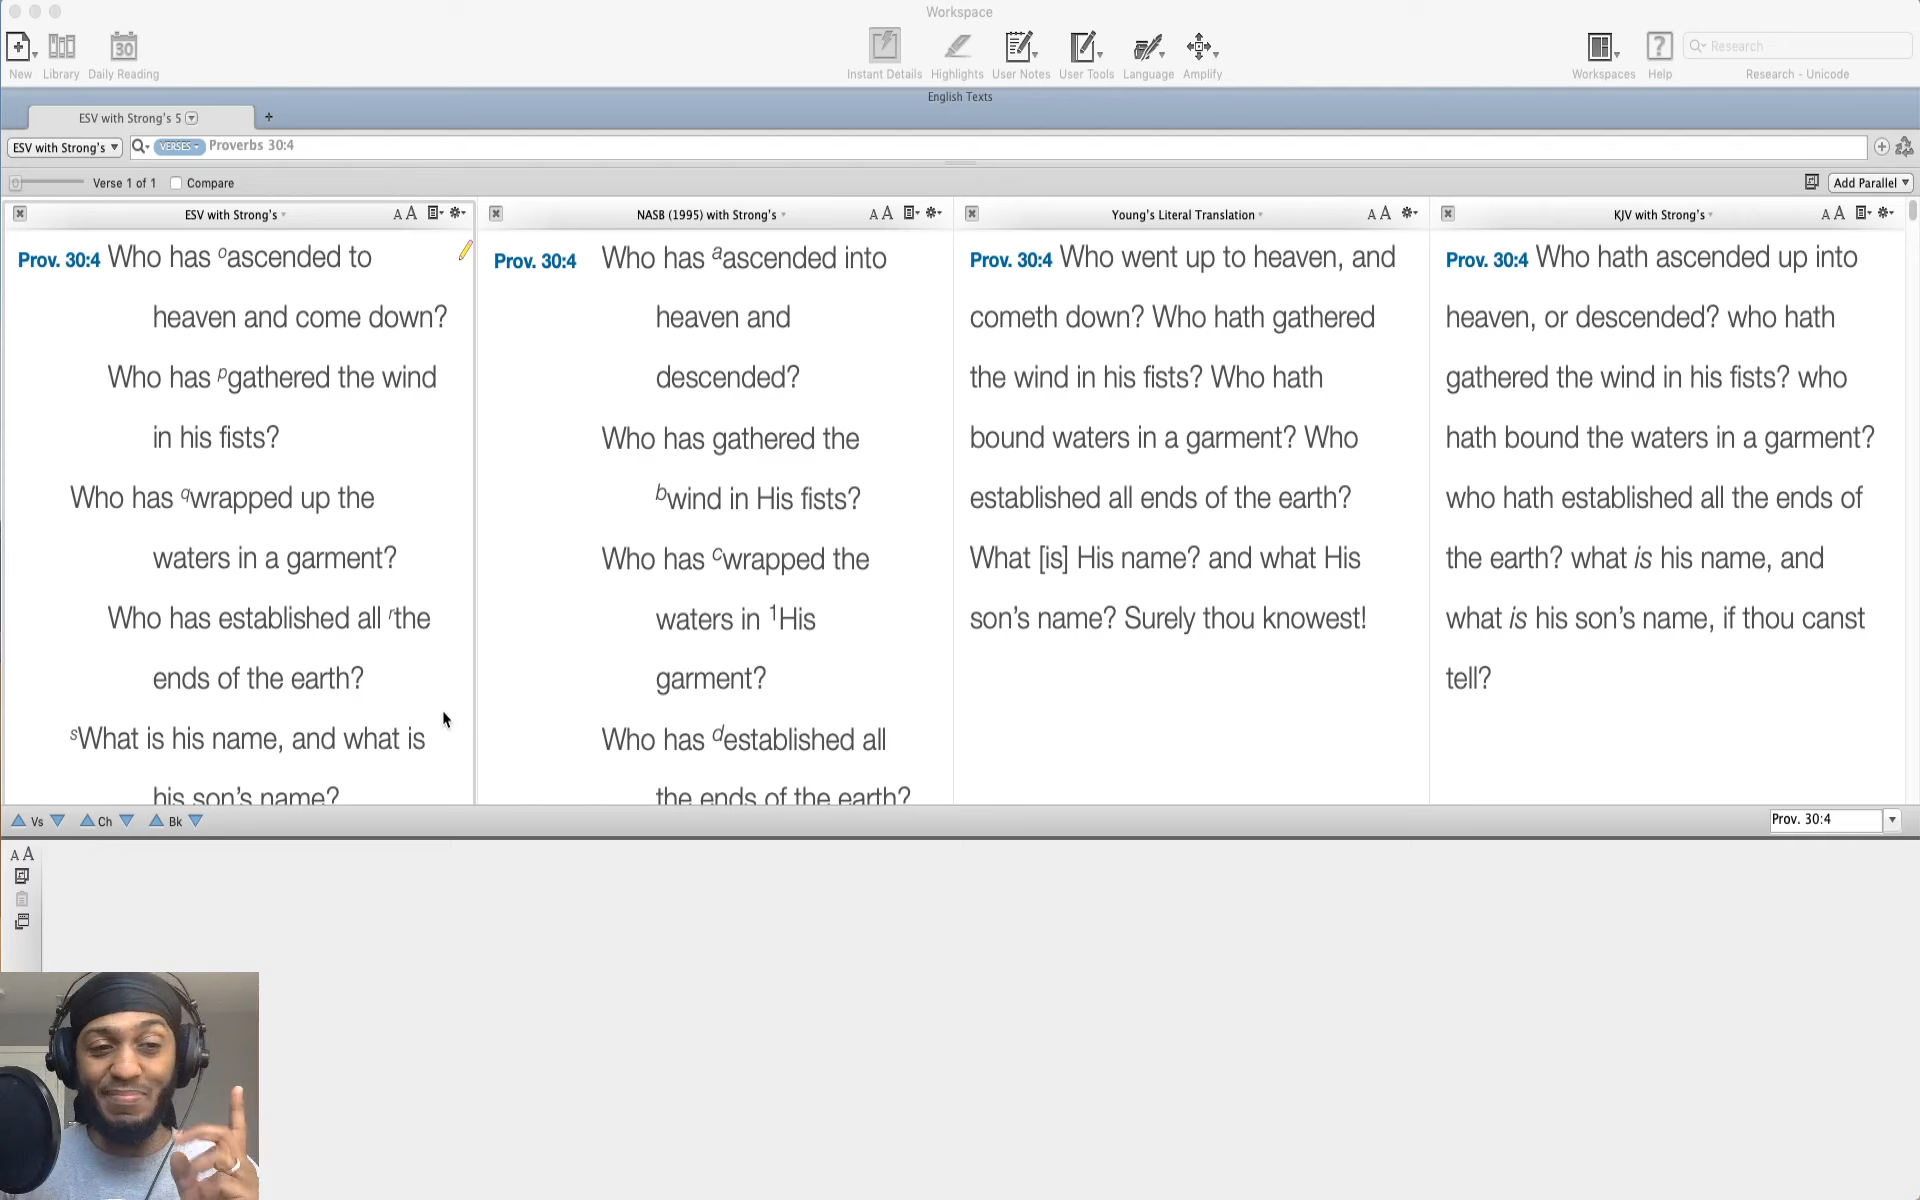 Workspace
New
Library
Daily Reading
30
Instant Details
Highlights
User Notes
User Tools
Language
Amplify
Workspaces
Help
Research
Research - Unicode
English Texts
ESV with Strong's 5
+
ESV with Strong's
VERSES
Proverbs 30:4
Verse 1 of 1
Compare
Add Parallel
ESV with Strong's
A A
Prov. 30:4 Who has oascended to
heaven and come down?
Who has pgathered the wind
in his fists?
Who has qwrapped up the
waters in a garment?
Who has established all rthe
ends of the earth?
sWhat is his name, and what is
his son's name?
NASB (1995) with Strong's
A A
Prov. 30:4 Who has aascended into
heaven and
descended?
Who has gathered the
bwind in His fists?
Who has cwrapped the
waters in 1His
garment?
Who has destablished all
the ends of the earth?
Young's Literal Translation
A A
Prov. 30:4 Who went up to heaven, and
cometh down? Who hath gathered
the wind in his fists? Who hath
bound waters in a garment? Who
established all ends of the earth?
What [is] His name? and what His
son's name? Surely thou knowest!
KJV with Strong's
A A
Prov. 30:4 Who hath ascended up into
heaven, or descended? who hath
gathered the wind in his fists? who
hath bound the waters in a garment?
who hath established all the ends of
the earth? what is his name, and
what is his son's name, if thou canst
tell?
Vs
Ch
Bk
Prov. 30:4
A A